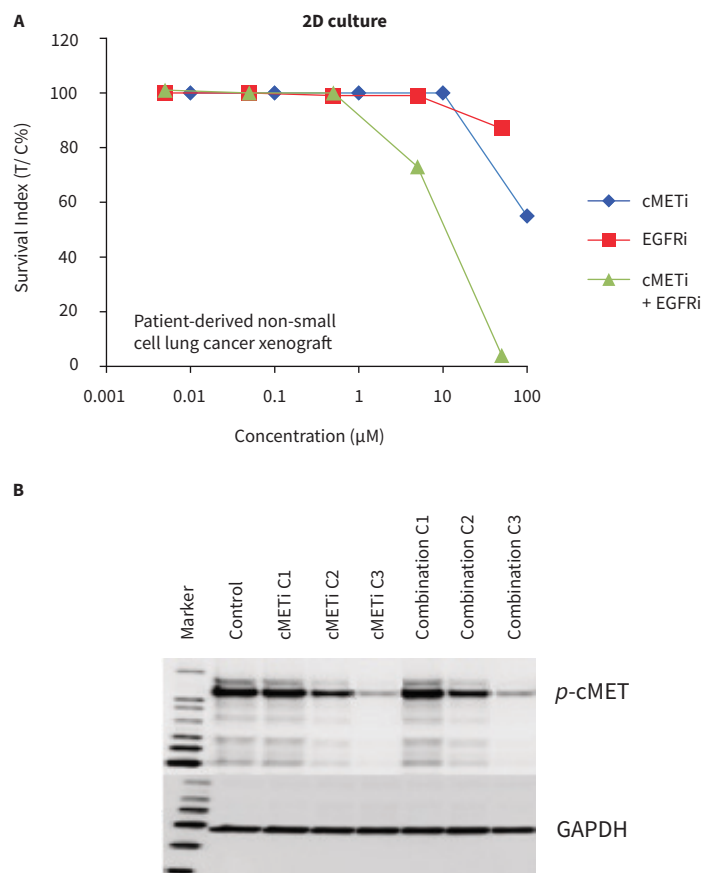 A
2D culture
120
100
80
60
40
20
0
Survival Index (T/ C%)
Patient-derived non-small
cell lung cancer xenograft
0.001
0.01
0.1
1
10
100
Concentration (µM)
cMETi
EGFRi
cMETi
+ EGFRi
B
Marker
Control
cMETi C1
cMETi C2
cMETi C3
Combination C1
Combination C2
Combination C3
p-cMET
GAPDH